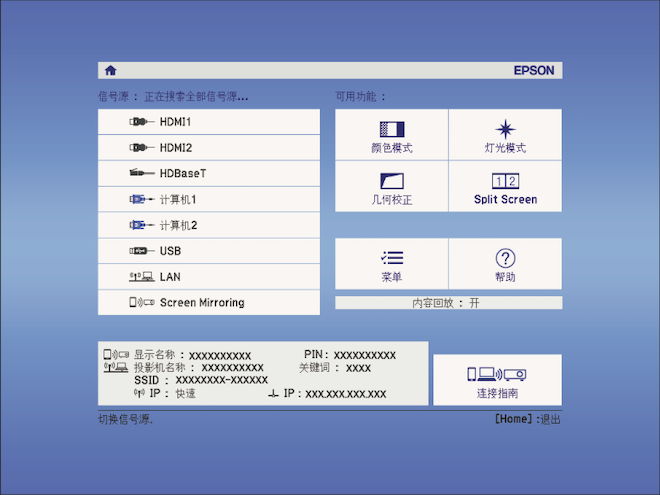 EPSON
信号源 : 正在搜索全部信号源...
HDMI1
HDMI2
HDBaseT
计算机1
计算机2
USB
LAN
Screen Mirroring
可用功能 :
颜色模式
灯光模式
几何校正
1 2
Split Screen
菜单
帮助
内容回放 : 开
显示名称 : xxxxxxxxxx PIN : xxxxxxxxxx
投影机名称 : xxxxxxxxxx 关键词 : xxxx
SSID : xxxxxxxx-xxxxxx
IP : 快速 IP : xxx.xxx.xxx.xxx
连接指南
切换信号源. [Home] :退出